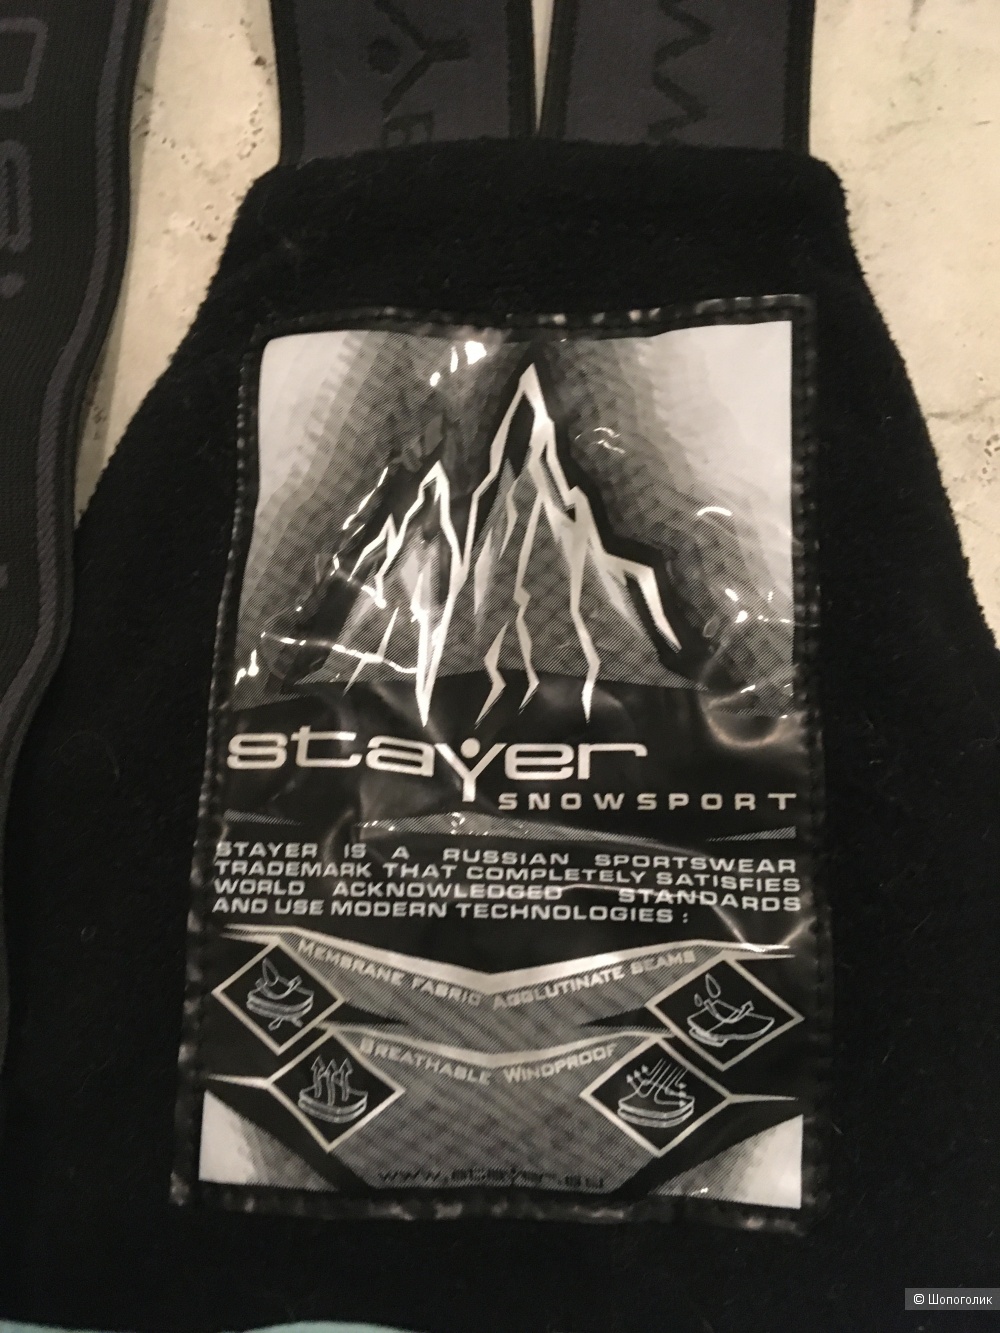 stayer
SNOWSPORT
STAYER IS A RUSSIAN SPORTSWEAR
TRADEMARK THAT COMPLETELY SATISFIES
WORLD ACKNOWLEDGED STANDARDS
AND USE MODERN TECHNOLOGIES :
MEMBRANE FABRIC AGGLUTINATE SEAMS
BREATHABLE WINDPROOF
© Шопоголик